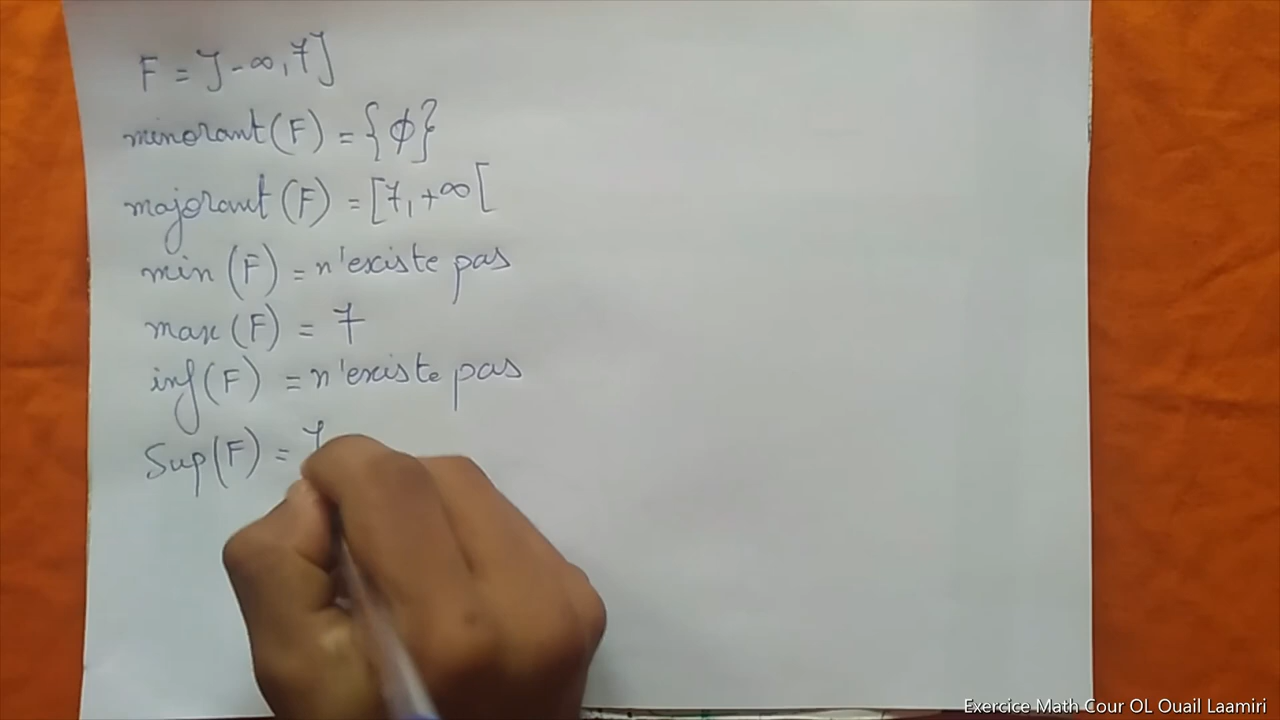 F = ]-∞, 7]
minorant(F) = {ϕ}
majorant(F) = [7, +∞[
min(F) = n'existe pas
max(F) = 7
inf(F) = n'existe pas
Sup(F) = 7
Exercice Math Cour OL Ouail Laamiri